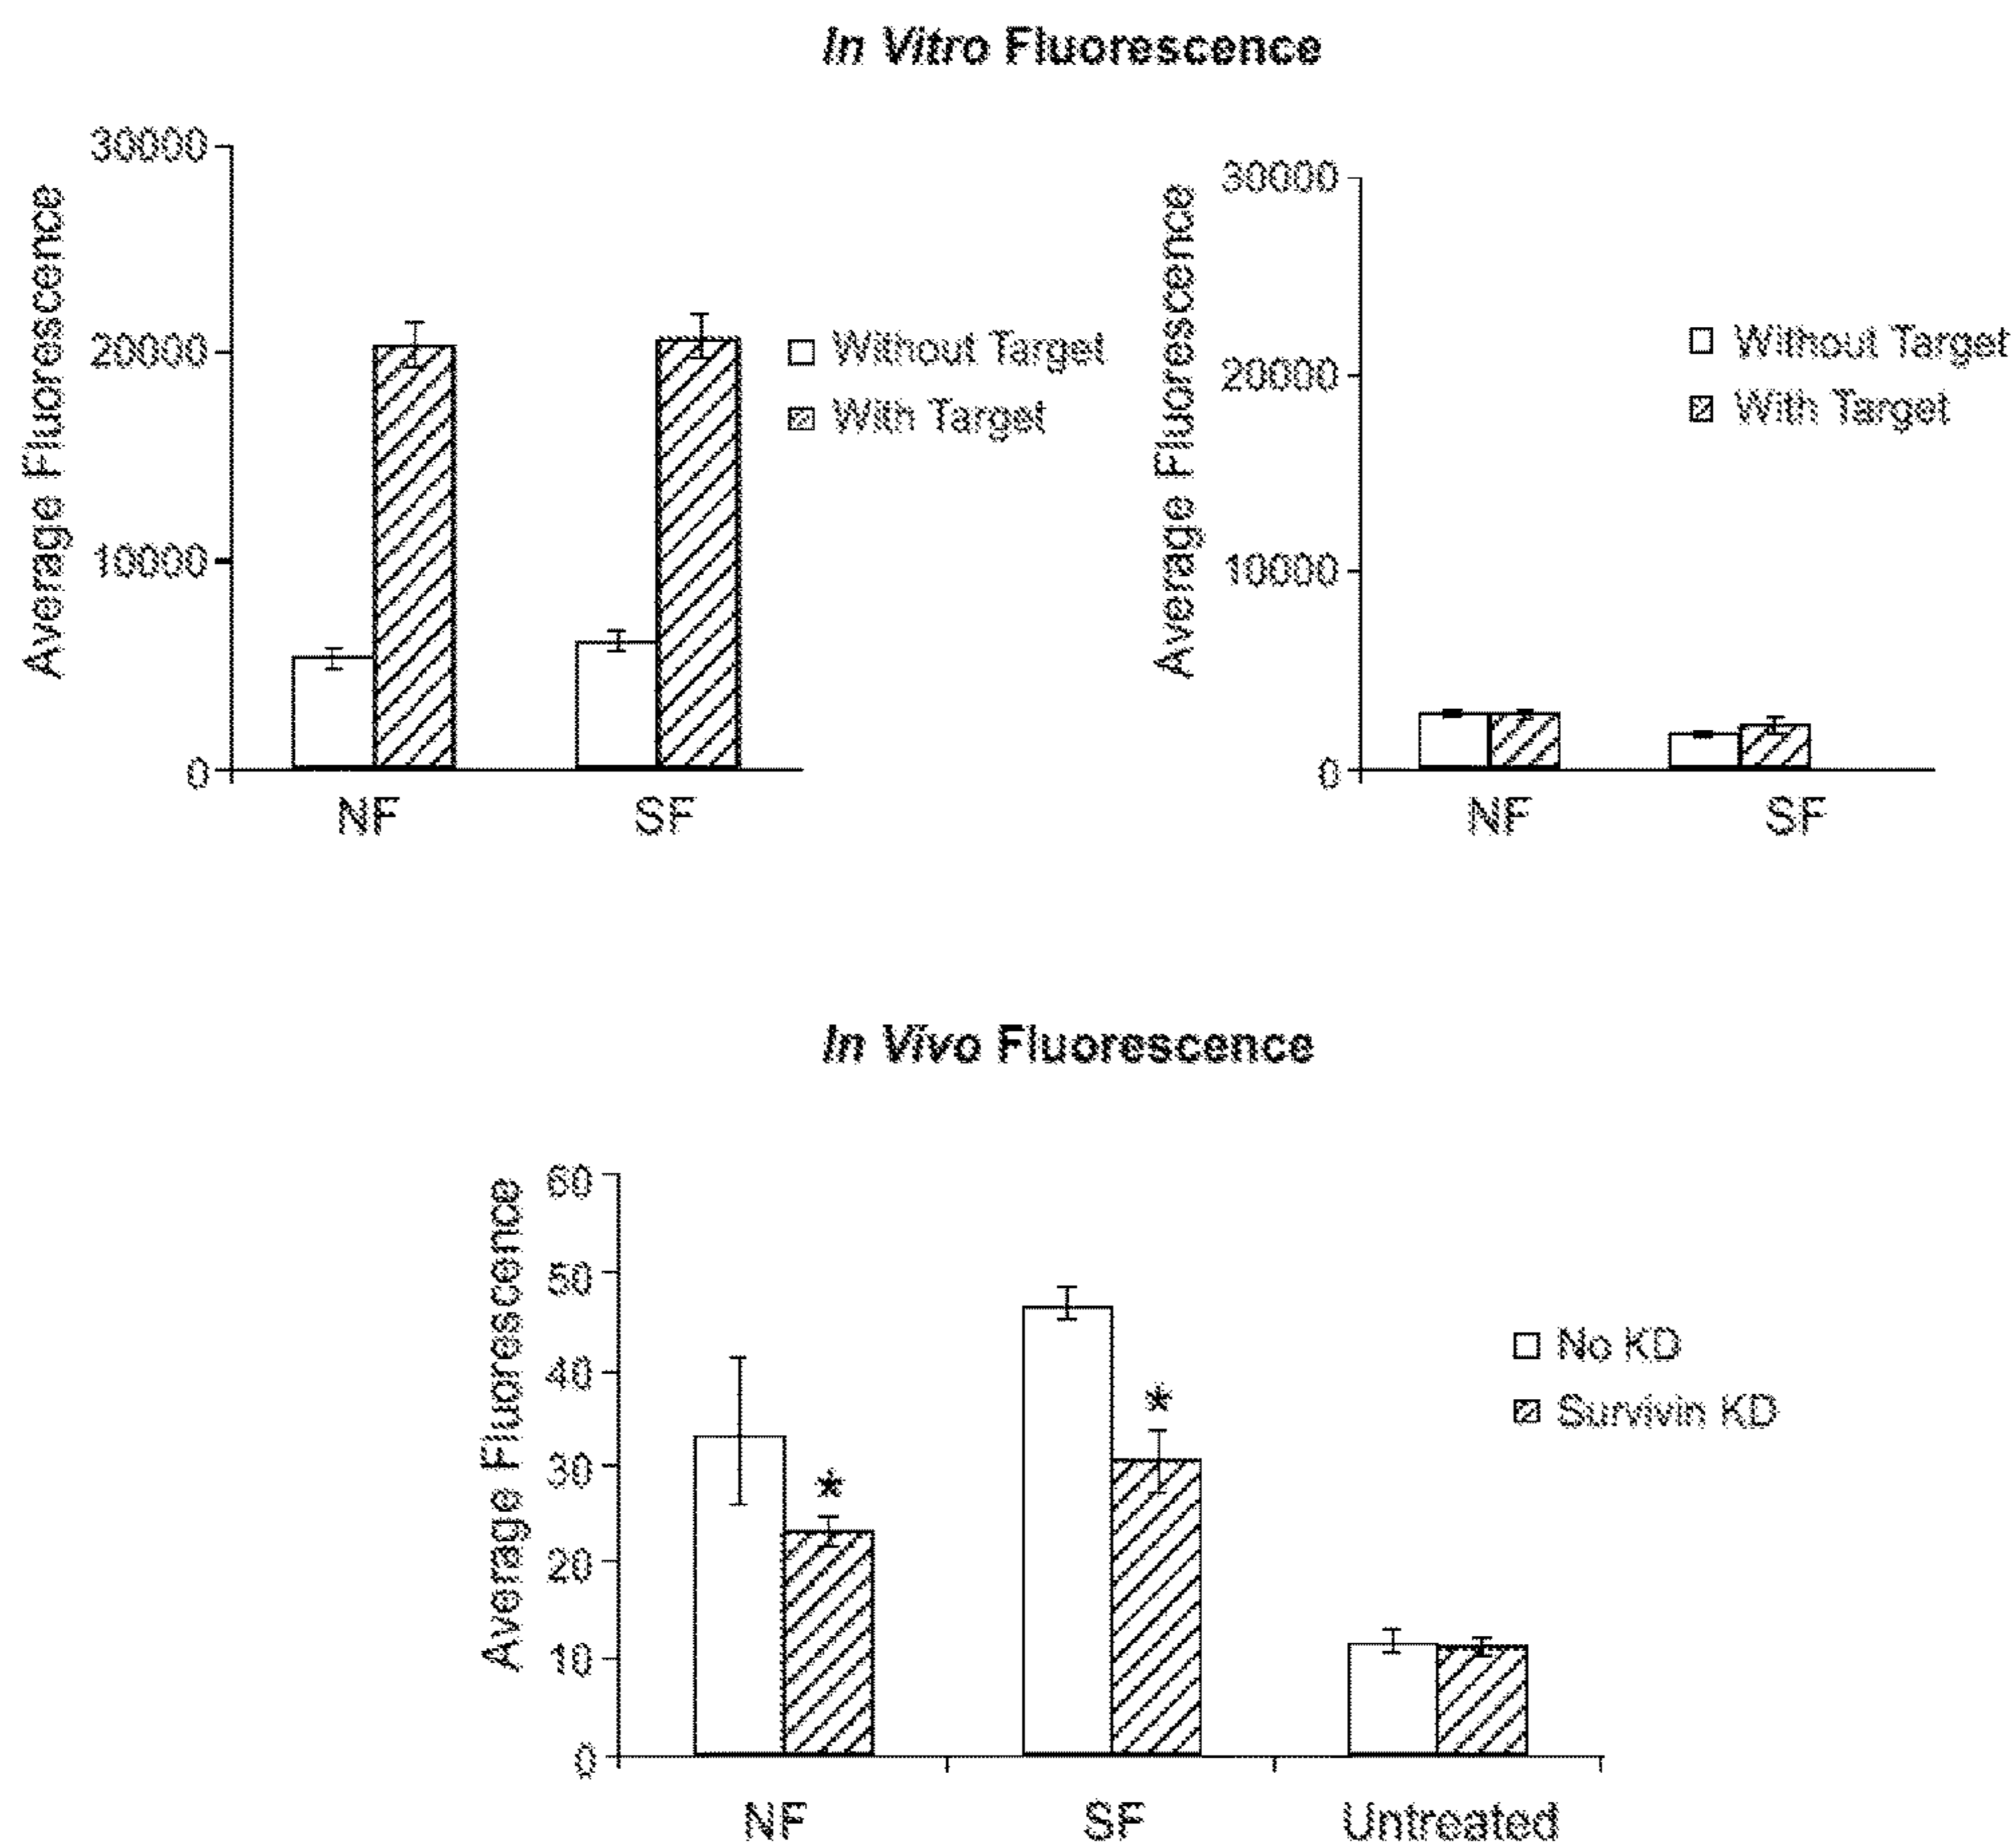 In Vitro Fluorescence
Average Fluorescence
30000
20000
10000
0
NF
SF
Without Target
With Target
Average Fluorescence
30000
20000
10000
0
NF
SF
Without Target
With Target
In Vivo Fluorescence
Average Fluorescence
60
50
40
30
20
10
0
*
*
NF
SF
Untreated
No KD
Survivin KD